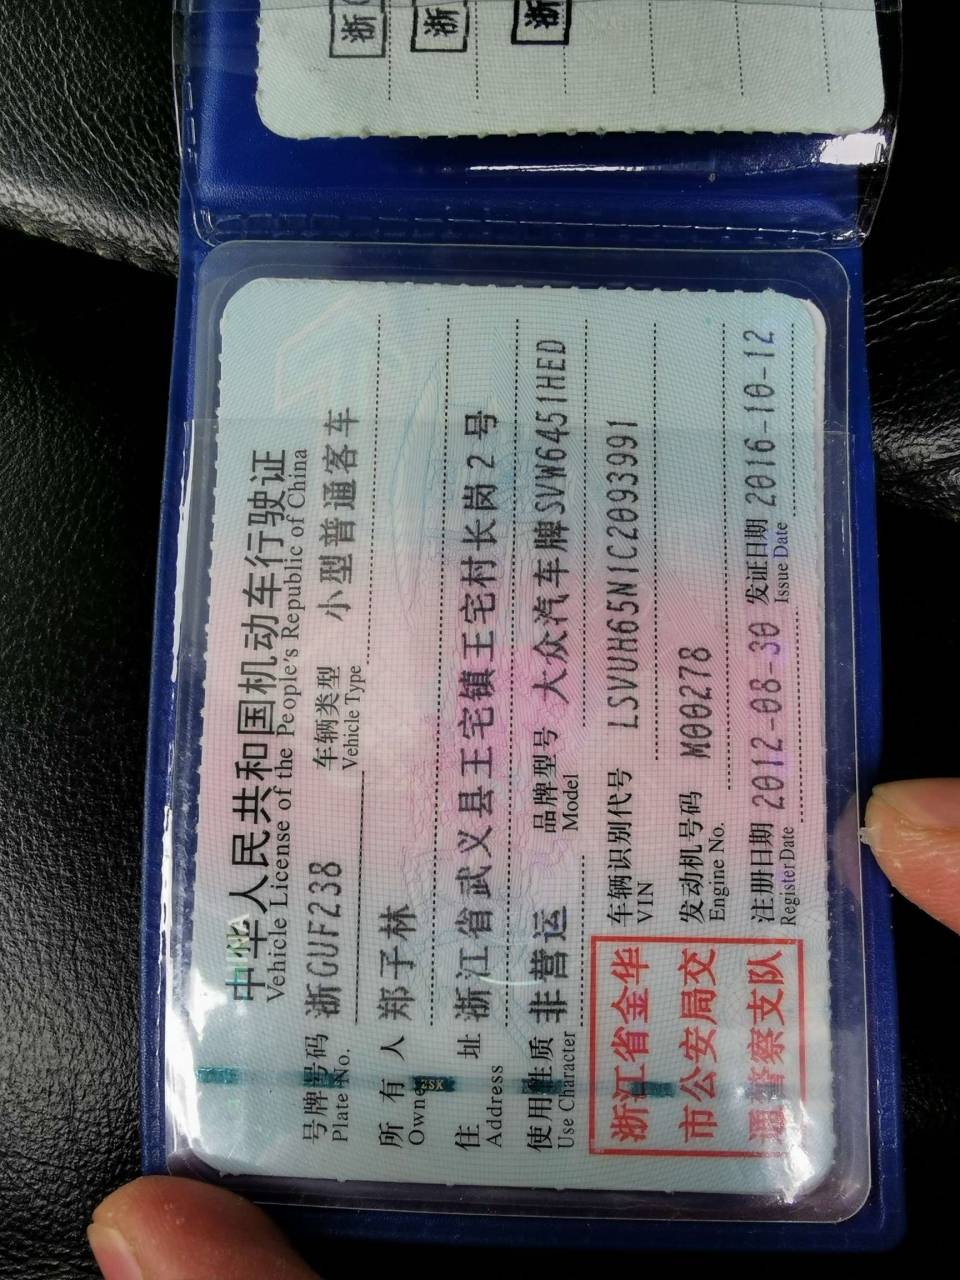 中华人民共和国机动车行驶证
Vehicle License of the People's Republic of China
号牌号码 浙GUF238 车辆类型 小型普通客车
Plate No. Vehicle Type
所有人 郑子林
Owner
住址 浙江省武义县王宅镇王宅村长岗2号
Address
使用性质 非营运 品牌型号 大众汽车牌SVW6451HED
Use Character Model
浙江省金华
市公安局交
通警察支队
车辆识别代号 LSVUH65N1C2093991
VIN
发动机号码 M00278
Engine No.
注册日期 2012-08-30 发证日期 2016-10-12
Register Date Issue Date
浙
浙
浙